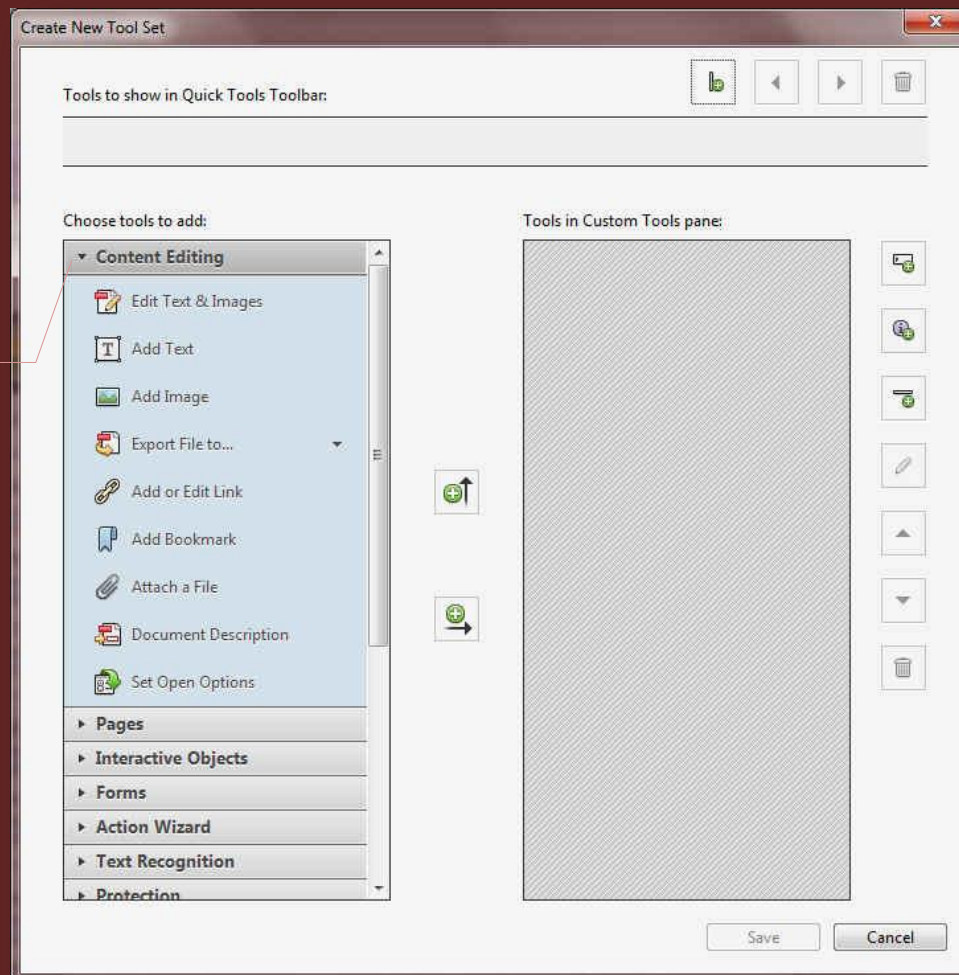 Create New Tool Set
Tools to show in Quick Tools Toolbar:
Choose tools to add:
Tools in Custom Tools pane:
Content Editing
Edit Text & Images
Add Text
Add Image
Export File to...
Add or Edit Link
Add Bookmark
Attach a File
Document Description
Set Open Options
Pages
Interactive Objects
Forms
Action Wizard
Text Recognition
Protection
Save
Cancel